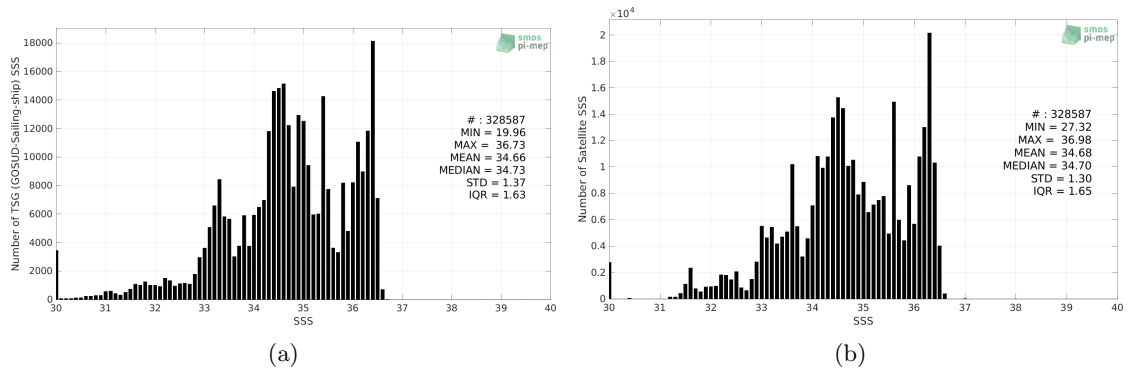 smos
pi-mep
Number of TSG (GOSUD-Sailing-ship) SSS
18000
16000
14000
12000
10000
8000
6000
4000
2000
0
# : 328587
MIN = 19.96
MAX = 36.73
MEAN = 34.66
MEDIAN = 34.73
STD = 1.37
IQR = 1.63
30 31 32 33 34 35 36 37 38 39 40
SSS
(a)
×10⁴
smos
pi-mep
Number of Satellite SSS
2
1.8
1.6
1.4
1.2
1
0.8
0.6
0.4
0.2
0
# : 328587
MIN = 27.32
MAX = 36.98
MEAN = 34.68
MEDIAN = 34.70
STD = 1.30
IQR = 1.65
30 31 32 33 34 35 36 37 38 39 40
SSS
(b)